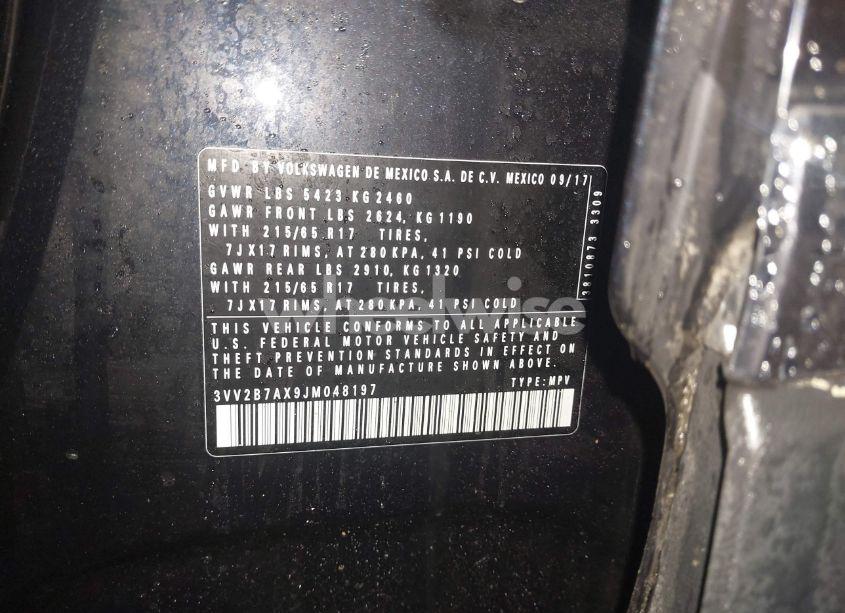 MFD. BY VOLKSWAGEN DE MEXICO S.A. DE C.V. MEXICO 09/17
GVWR LBS 5423 KG 2460
GAWR FRONT LBS 2624, KG 1190
WITH 215/65 R17 TIRES,
7JX17 RIMS, AT 280 KPA, 41 PSI COLD
GAWR REAR LBS 2910, KG 1320
WITH 215/65 R17 TIRES,
7JX17 RIMS, AT 280 KPA, 41 PSI COLD
THIS VEHICLE CONFORMS TO ALL APPLICABLE
U.S. FEDERAL MOTOR VEHICLE SAFETY AND
THEFT PREVENTION STANDARDS IN EFFECT ON
THE DATE OF MANUFACTURE SHOWN ABOVE.
3VV2B7AX9JM048197 TYPE: MPV
3810873 3309
wheelwise